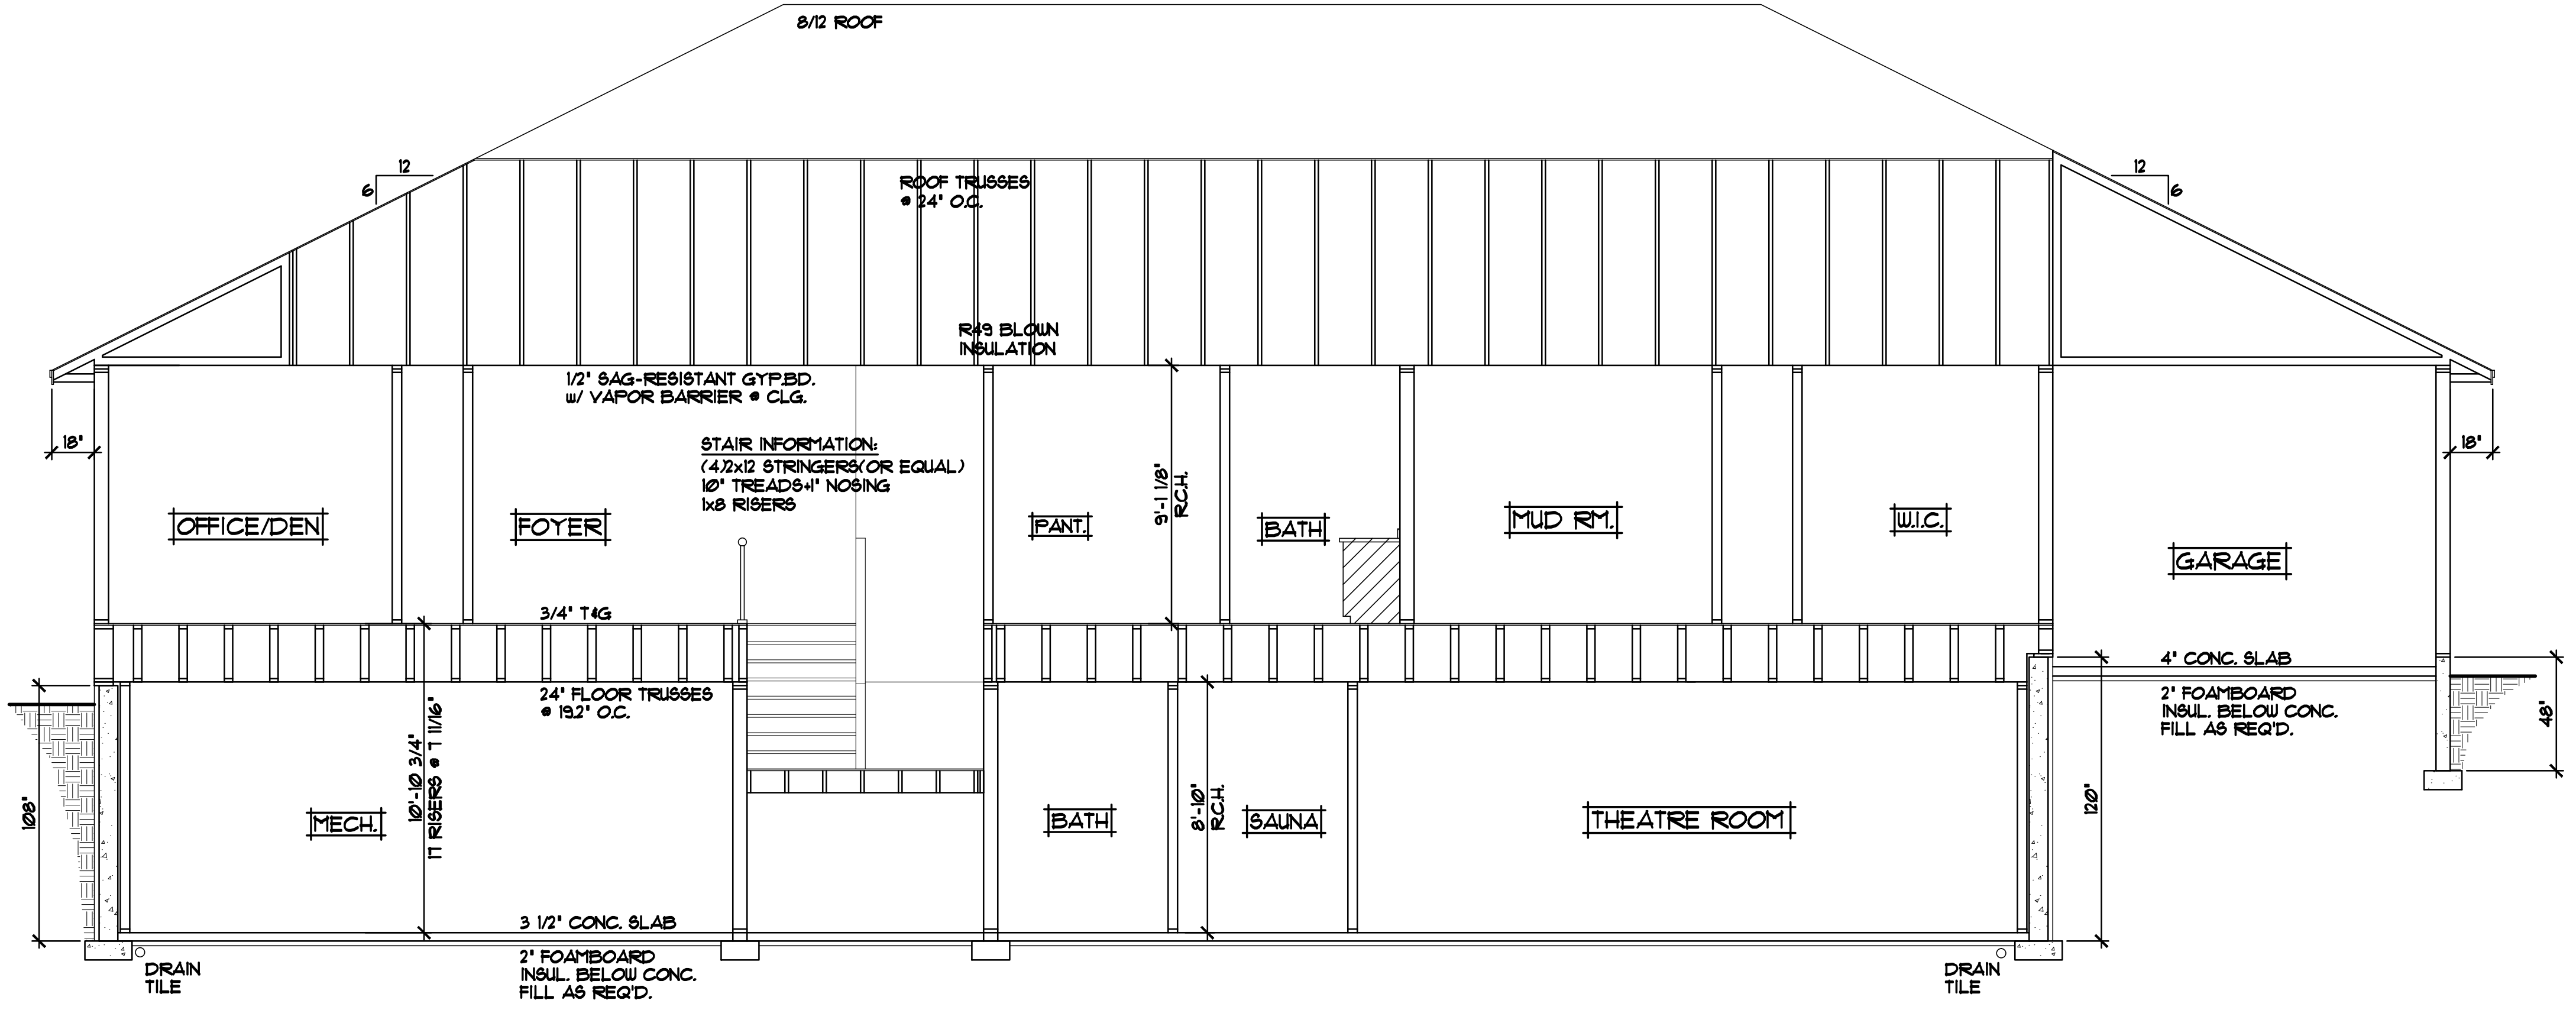 8/12 ROOF
12
6
12
6
ROOF TRUSSES
@ 24" O.C.
R49 BLOWN
INSULATION
1/2" SAG-RESISTANT GYP.BD.
w/ VAPOR BARRIER @ CLG.
18"
18"
STAIR INFORMATION:
(4)2x12 STRINGERS(OR EQUAL)
10" TREADS+1" NOSING
1x8 RISERS
9'-1 1/8"
R.C.H.
OFFICE/DEN
FOYER
PANT.
BATH
MUD RM.
W.I.C.
GARAGE
3/4" T&G
4" CONC. SLAB
24" FLOOR TRUSSES
@ 19.2" O.C.
2" FOAMBOARD
INSUL. BELOW CONC.
FILL AS REQ'D.
48"
108"
10'-10 3/4"
17 RISERS @ 7 11/16"
8'-10"
R.C.H.
120"
MECH.
BATH
SAUNA
THEATRE ROOM
3 1/2" CONC. SLAB
2" FOAMBOARD
INSUL. BELOW CONC.
FILL AS REQ'D.
DRAIN
TILE
DRAIN
TILE